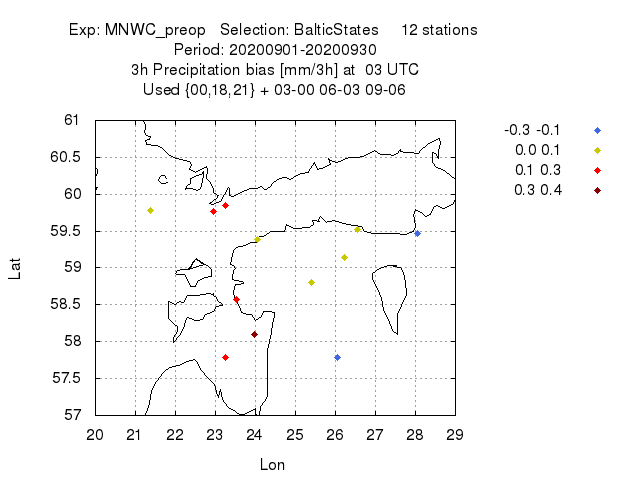 Exp: MNWC_preop Selection: BalticStates 12 stations
Period: 20200901-20200930
3h Precipitation bias [mm/3h] at 03 UTC
Used {00,18,21} + 03-00 06-03 09-06
61
60.5
60
59.5
59
58.5
58
57.5
57
Lat
20 21 22 23 24 25 26 27 28 29
Lon
-0.3 -0.1
0.0 0.1
0.1 0.3
0.3 0.4